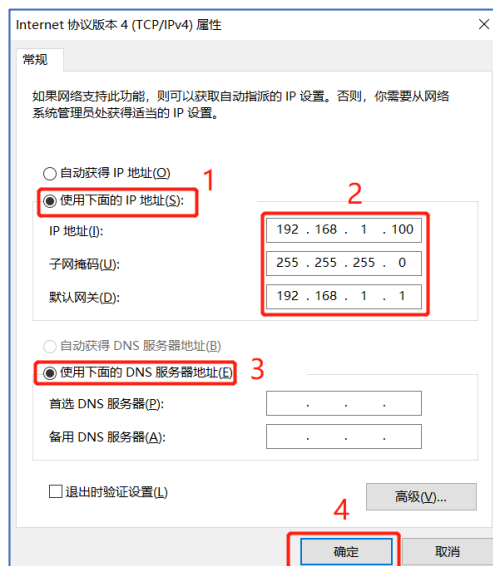 Internet 协议版本 4 (TCP/IPv4) 属性
常规
如果网络支持此功能，则可以获取自动指派的 IP 设置。否则，你需要从网络
系统管理员处获得适当的 IP 设置。
自动获得 IP 地址(O)
1
使用下面的 IP 地址(S):
2
IP 地址(I):
192 . 168 . 1 . 100
子网掩码(U):
255 . 255 . 255 . 0
默认网关(D):
192 . 168 . 1 . 1
自动获得 DNS 服务器地址(B)
使用下面的 DNS 服务器地址(E)
3
首选 DNS 服务器(P):
. . .
备用 DNS 服务器(A):
. . .
退出时验证设置(L)
高级(V)...
4
确定
取消